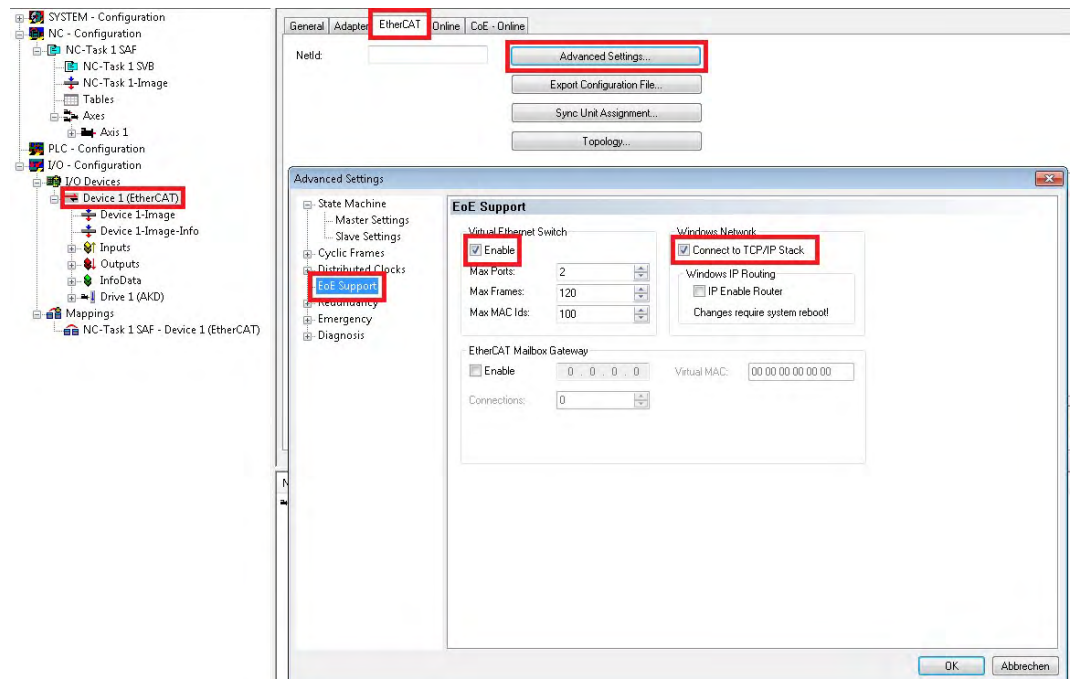 SYSTEM - Configuration
NC - Configuration
NC-Task 1 SAF
NC-Task 1 SVB
NC-Task 1-Image
Tables
Axes
Axis 1
PLC - Configuration
I/O - Configuration
I/O Devices
Device 1 (EtherCAT)
Device 1-Image
Device 1-Image-Info
Inputs
Outputs
InfoData
Drive 1 (AKD)
Mappings
NC-Task 1 SAF - Device 1 (EtherCAT)
General Adapter EtherCAT Online CoE - Online
NetId:
Advanced Settings...
Export Configuration File...
Sync Unit Assignment...
Topology...
Advanced Settings
State Machine
Master Settings
Slave Settings
Cyclic Frames
Distributed Clocks
EoE Support
Redundancy
Emergency
Diagnosis
EoE Support
Virtual Ethernet Switch
Enable
Max Ports: 2
Max Frames: 120
Max MAC Ids: 100
Windows Network
Connect to TCP/IP Stack
Windows IP Routing
IP Enable Router
Changes require system reboot!
EtherCAT Mailbox Gateway
Enable 0 . 0 . 0 . 0 Virtual MAC: 00 00 00 00 00 00
Connections: 0
OK Abbrechen